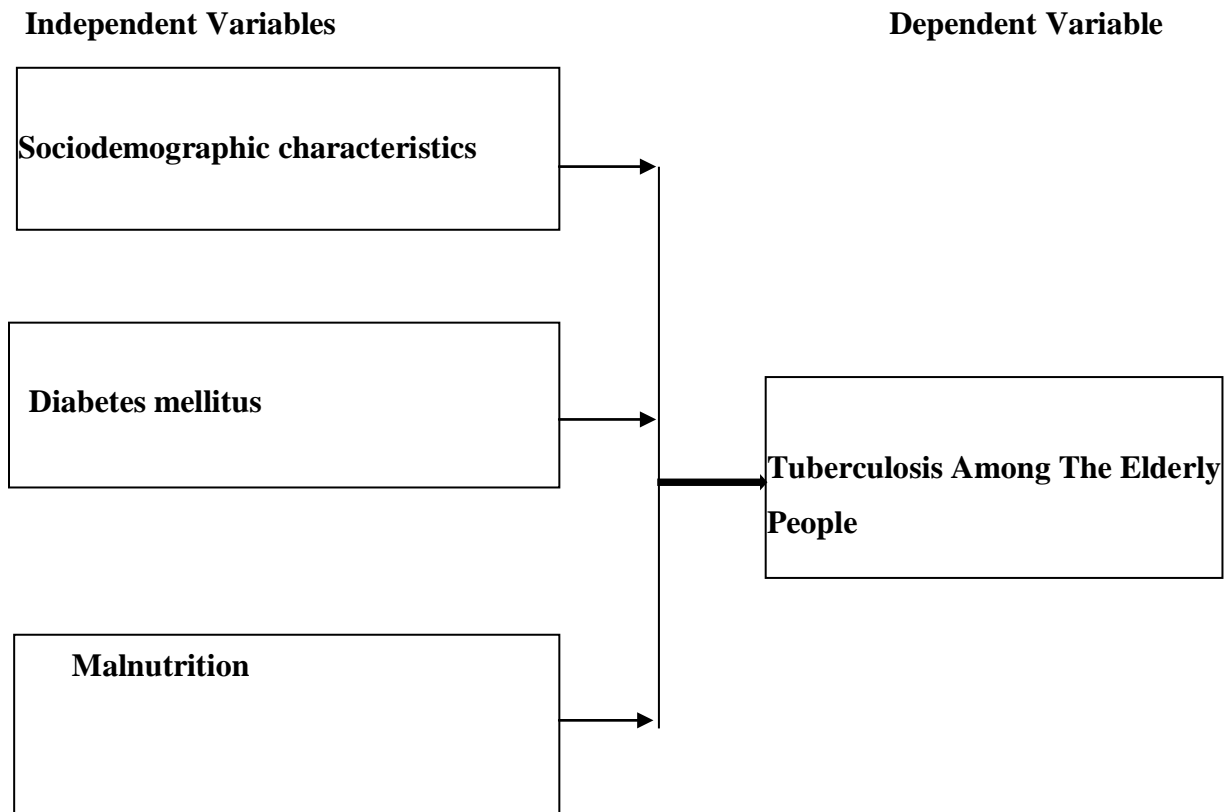 Independent Variables
Dependent Variable
Sociodemographic characteristics
Diabetes mellitus
Tuberculosis Among The Elderly
People
Malnutrition